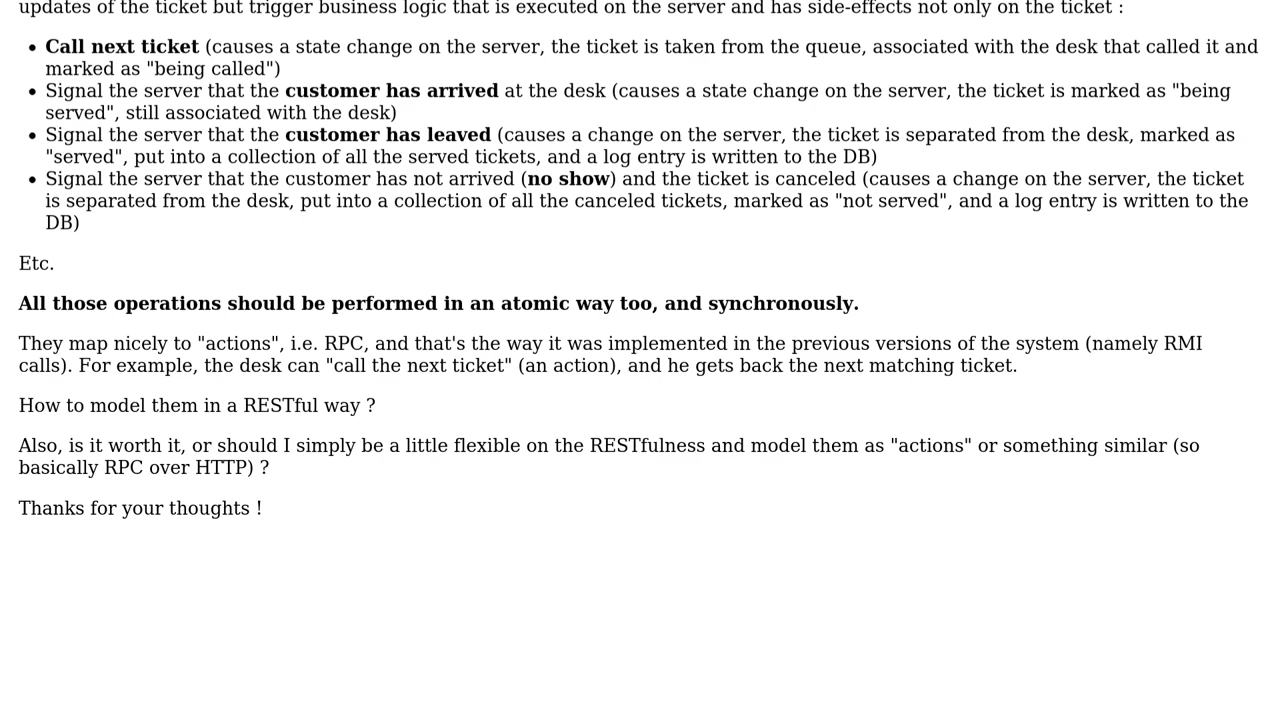 updates of the ticket but trigger business logic that is executed on the server and has side-effects not only on the ticket :
• Call next ticket (causes a state change on the server, the ticket is taken from the queue, associated with the desk that called it and
marked as "being called")
• Signal the server that the customer has arrived at the desk (causes a state change on the server, the ticket is marked as "being
served", still associated with the desk)
• Signal the server that the customer has left (causes a change on the server, the ticket is separated from the desk, marked as
"served", put into a collection of all the served tickets, and a log entry is written to the DB)
• Signal the server that the customer has not arrived (no show) and the ticket is canceled (causes a change on the server, the ticket
is separated from the desk, put into a collection of all the canceled tickets, marked as "not served", and a log entry is written to the
DB)
Etc.
All those operations should be performed in an atomic way too, and synchronously.
They map nicely to "actions", i.e. RPC, and that's the way it was implemented in the previous versions of the system (namely RMI
calls). For example, the desk can "call the next ticket" (an action), and he gets back the next matching ticket.
How to model them in a RESTful way ?
Also, is it worth it, or should I simply be a little flexible on the RESTfulness and model them as "actions" or something similar (so
basically RPC over HTTP) ?
Thanks for your thoughts !